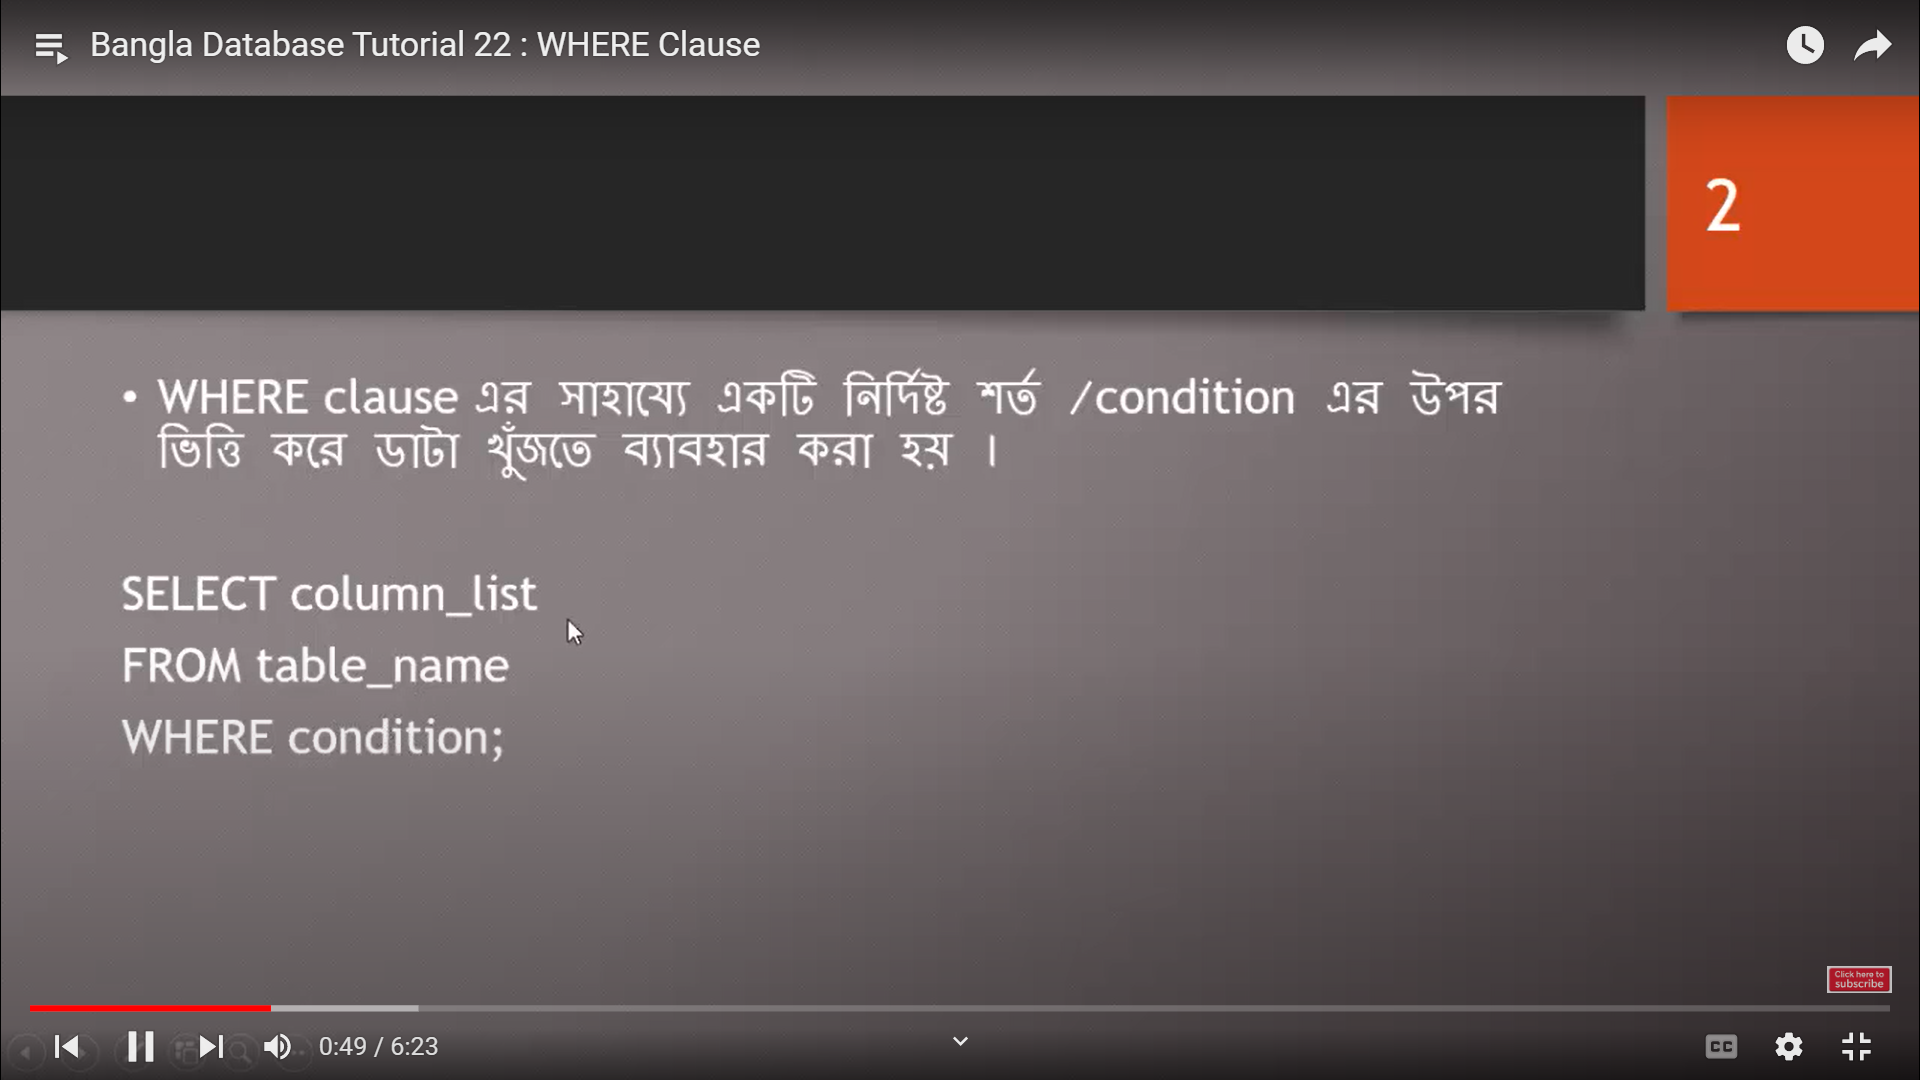 Bangla Database Tutorial 22 : WHERE Clause
2
• WHERE clause এর সাহায্যে একটি নির্দিষ্ট শর্ত /condition এর উপর
ভিত্তি করে ডাটা খুঁজতে ব্যাবহার করা হয় ।
SELECT column_list
FROM table_name
WHERE condition;
Click here to
subscribe
0:49 / 6:23
CC